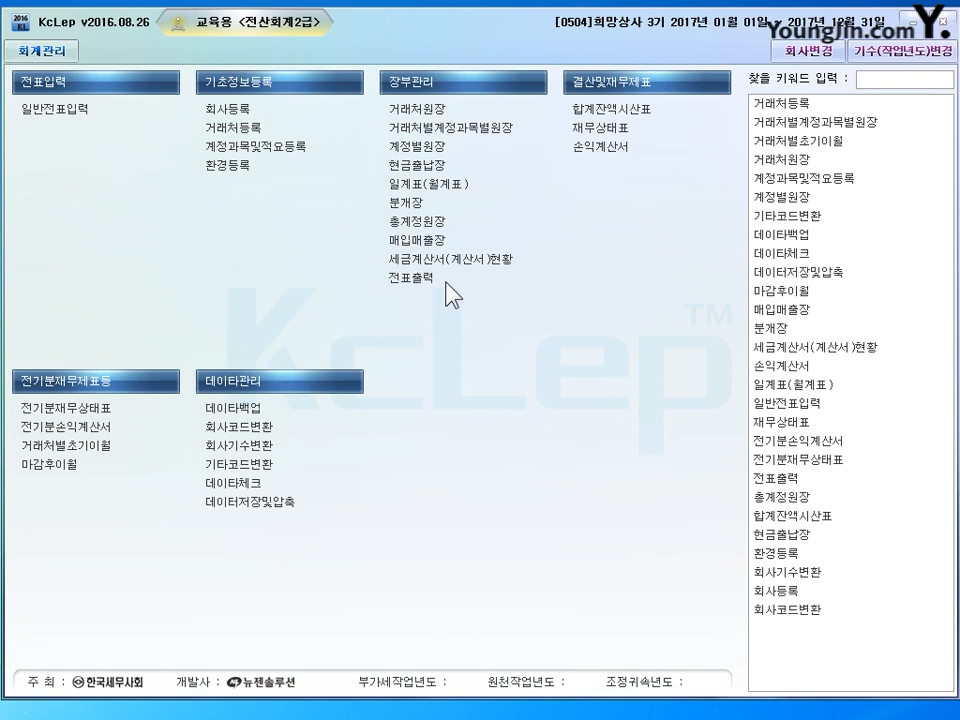 2016 KL KcLep v2016.08.26 교육용 <전산회계2급> [0504]희망상사 3기 2017년 01월 01일 ~ 2017년 12월 31일
YoungJin.com Y.
회계관리 회사변경 기수(작업년도)변경
전표입력
일반전표입력
기초정보등록
회사등록
거래처등록
계정과목및적요등록
환경등록
장부관리
거래처원장
거래처별계정과목별원장
계정별원장
현금출납장
일계표(월계표)
분개장
총계정원장
매입매출장
세금계산서(계산서)현황
전표출력
결산및재무제표
합계잔액시산표
재무상태표
손익계산서
KcLep™
전기분재무제표등
전기분재무상태표
전기분손익계산서
거래처별초기이월
마감후이월
데이타관리
데이타백업
회사코드변환
회사기수변환
기타코드변환
데이타체크
데이터저장및압축
찾을 키워드 입력 :
거래처등록
거래처별계정과목별원장
거래처별초기이월
거래처원장
계정과목및적요등록
계정별원장
기타코드변환
데이타백업
데이타체크
데이터저장및압축
마감후이월
매입매출장
분개장
세금계산서(계산서)현황
손익계산서
일계표(월계표)
일반전표입력
재무상태표
전기분손익계산서
전기분재무상태표
전표출력
총계정원장
합계잔액시산표
현금출납장
환경등록
회사기수변환
회사등록
회사코드변환
주 최 : 한국세무사회 개발사 : 뉴젠솔루션 부가세작업년도 : 원천작업년도 : 조정귀속년도 :